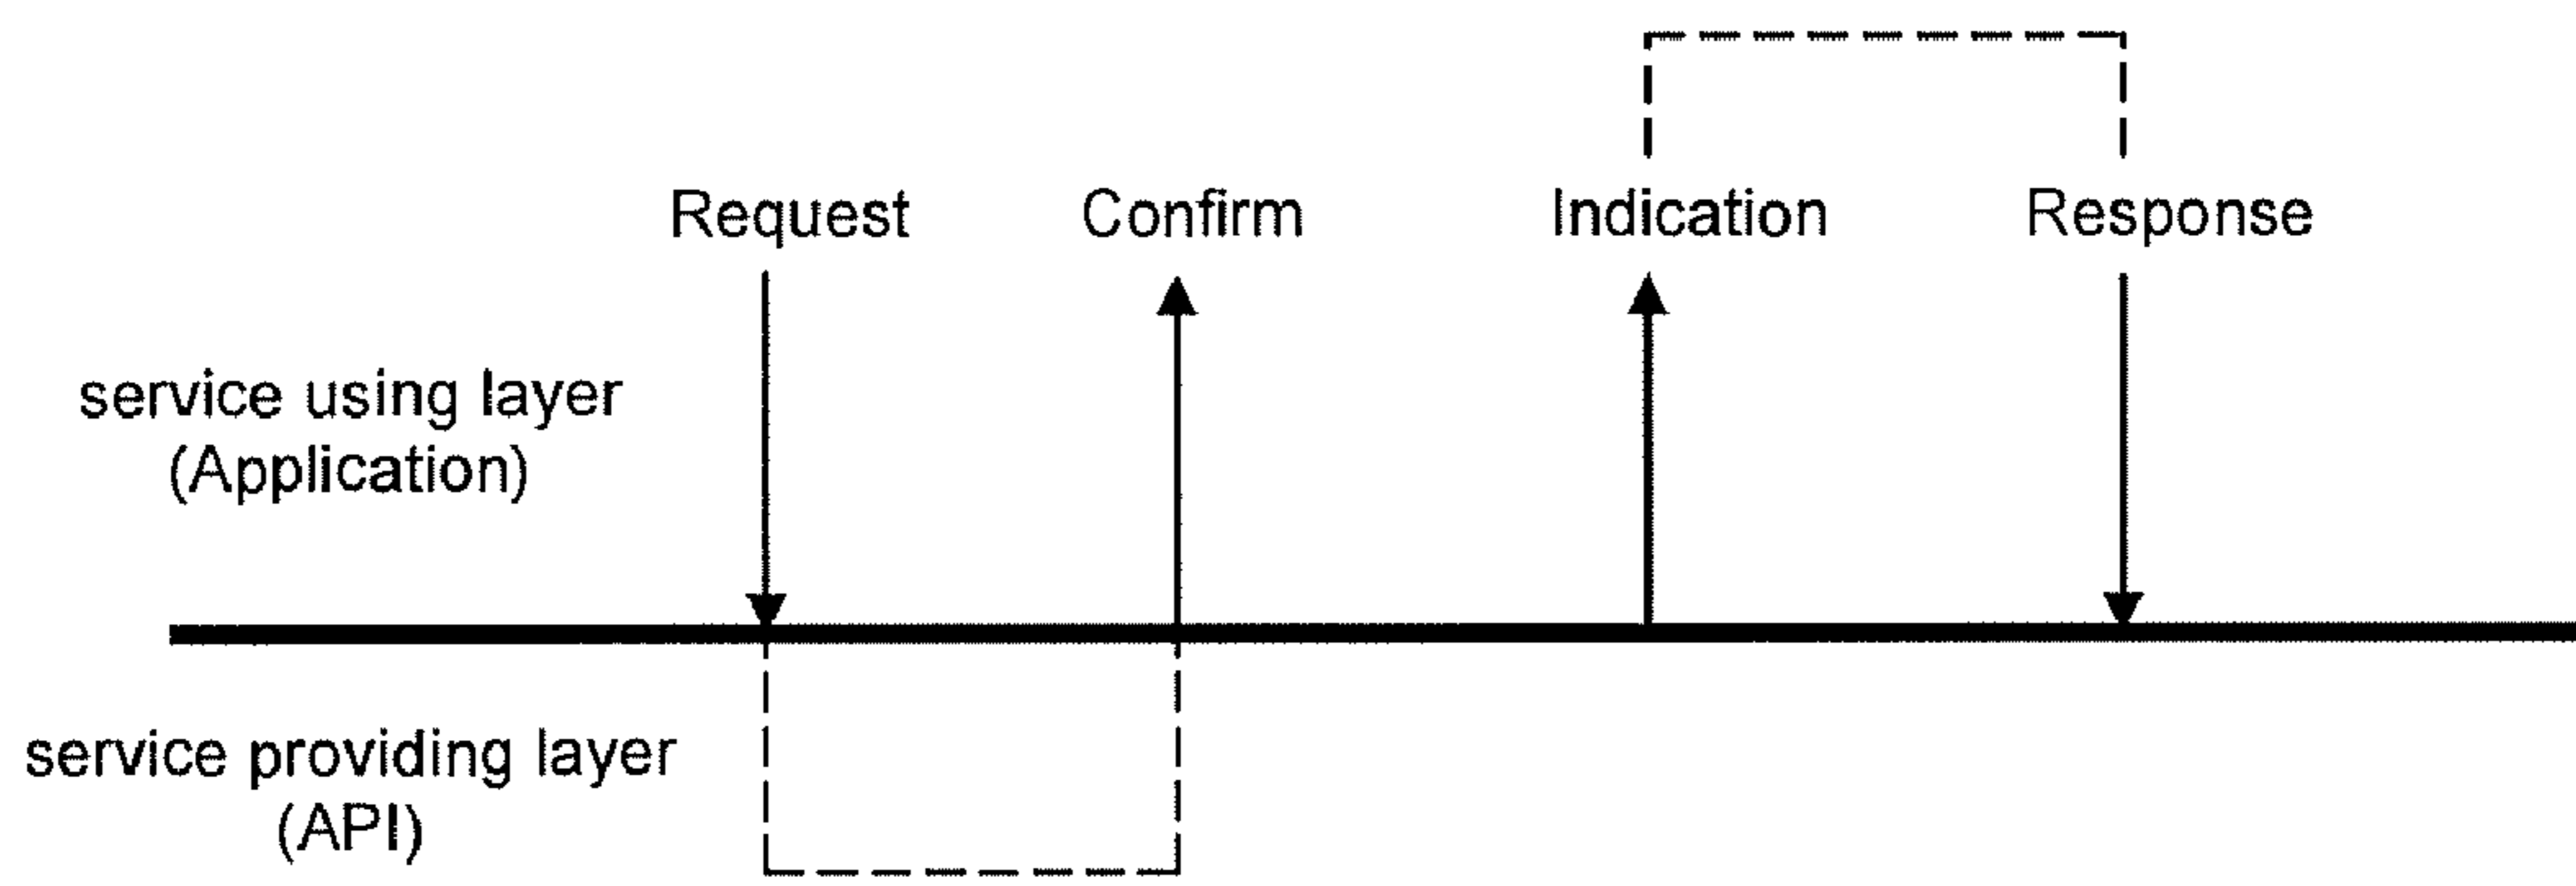 Request
Confirm
Indication
Response
service using layer
(Application)
service providing layer
(API)